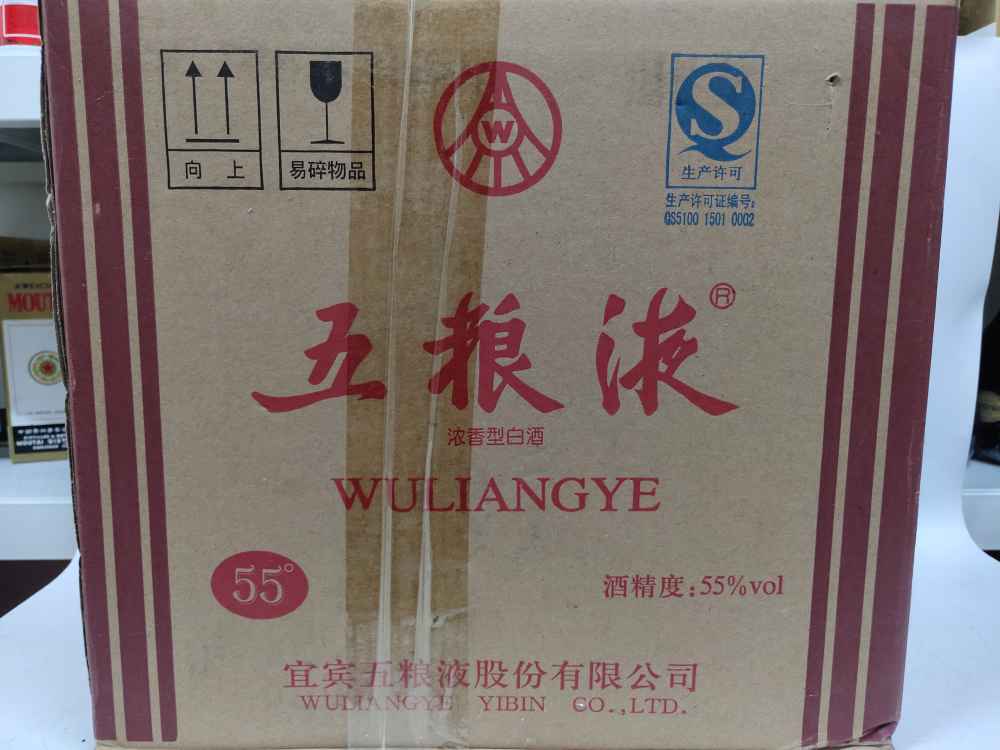 向 上
易碎物品
W
S
生产许可
生产许可证编号:
QS5100 1501 0002
五粮液®
浓香型白酒
WULIANGYE
55°
酒精度:55%vol
宜宾五粮液股份有限公司
WULIANGYE YIBIN CO.,LTD.
MOUT